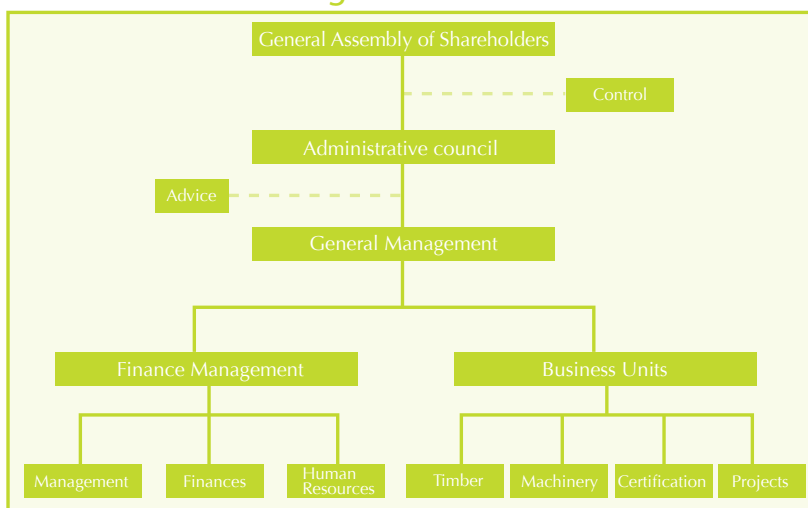 General Assembly of Shareholders
Control
Administrative council
Advice
General Management
Finance Management
Business Units
Management
Finances
Human
Resources
Timber
Machinery
Certification
Projects